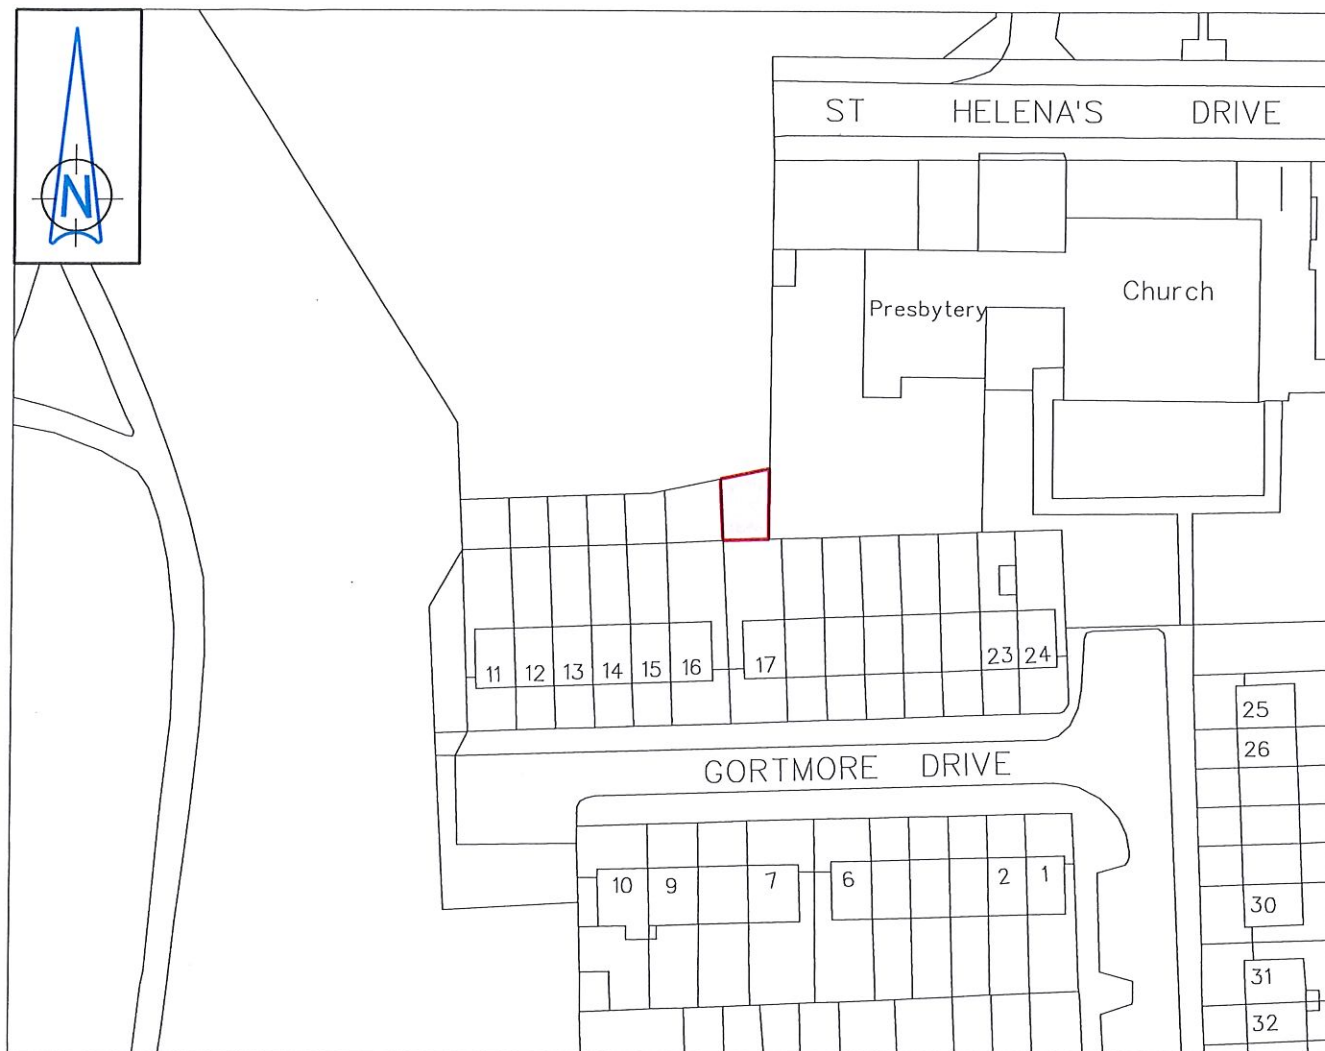 N
ST HELENA'S DRIVE
Church
Presbytery
11 12 13 14 15 16 17 23 24
25
26
GORTMORE DRIVE
10 9 7 6 2 1
30
31
32